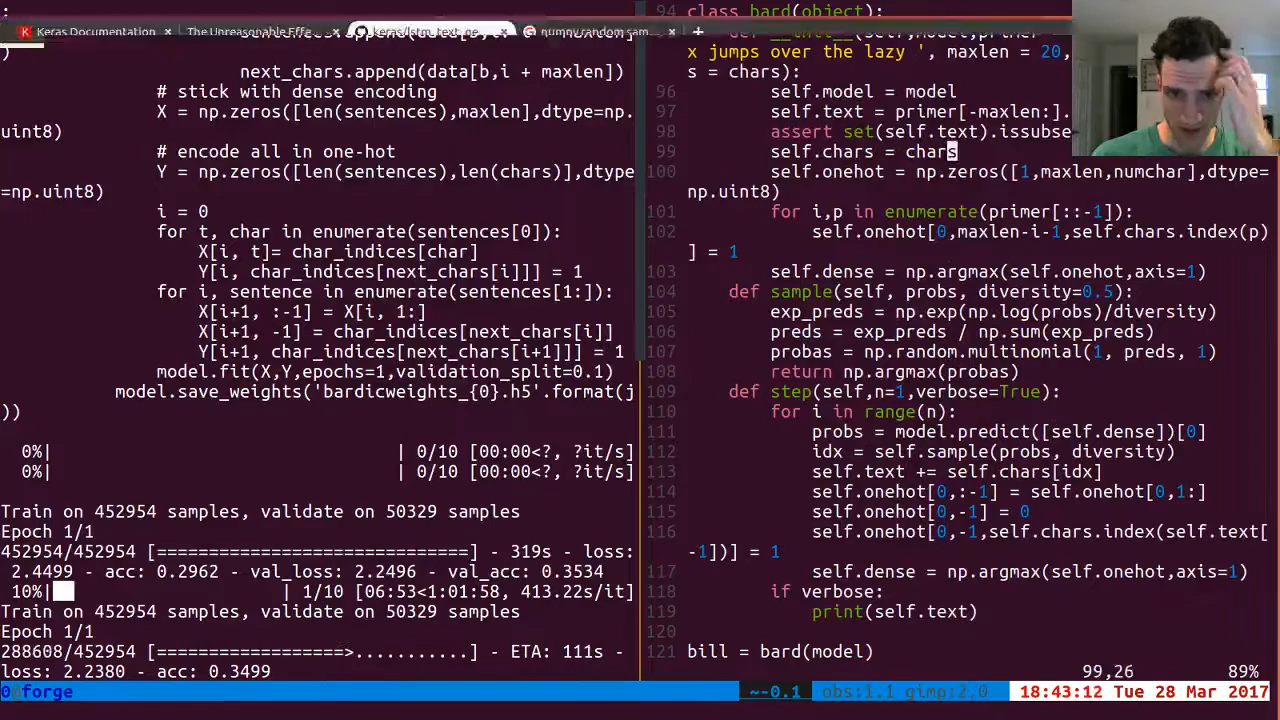 :
Keras Documentation × The Unreasonable Effe × keras/lstm_text_ge × numpy random sam × +
)
next_chars.append(data[b,i + maxlen])
# stick with dense encoding
X = np.zeros([len(sentences),maxlen],dtype=np.
uint8)
# encode all in one-hot
Y = np.zeros([len(sentences),len(chars)],dtype
=np.uint8)
i = 0
for t, char in enumerate(sentences[0]):
X[i, t]= char_indices[char]
Y[i, char_indices[next_chars[i]]] = 1
for i, sentence in enumerate(sentences[1:]):
X[i+1, :-1] = X[i, 1:]
X[i+1, -1] = char_indices[next_chars[i]]
Y[i+1, char_indices[next_chars[i+1]]] = 1
model.fit(X,Y,epochs=1,validation_split=0.1)
model.save_weights('bardicweights_{0}.h5'.format(j
))
0%| | 0/10 [00:00<?, ?it/s]
0%| | 0/10 [00:00<?, ?it/s]
Train on 452954 samples, validate on 50329 samples
Epoch 1/1
452954/452954 [==============================] - 319s - loss:
2.4499 - acc: 0.2962 - val_loss: 2.2496 - val_acc: 0.3534
10%| | 1/10 [06:53<1:01:58, 413.22s/it]
Train on 452954 samples, validate on 50329 samples
Epoch 1/1
288608/452954 [==================>...........] - ETA: 111s -
loss: 2.2380 - acc: 0.3499
94 class bard(object):
x jumps over the lazy ', maxlen = 20,
s = chars):
96 self.model = model
97 self.text = primer[-maxlen:].
98 assert set(self.text).issubse
99 self.chars = chars
100 self.onehot = np.zeros([1,maxlen,numchar],dtype=
np.uint8)
101 for i,p in enumerate(primer[::-1]):
102 self.onehot[0,maxlen-i-1,self.chars.index(p)
] = 1
103 self.dense = np.argmax(self.onehot,axis=1)
104 def sample(self, probs, diversity=0.5):
105 exp_preds = np.exp(np.log(probs)/diversity)
106 preds = exp_preds / np.sum(exp_preds)
107 probas = np.random.multinomial(1, preds, 1)
108 return np.argmax(probas)
109 def step(self,n=1,verbose=True):
110 for i in range(n):
111 probs = model.predict([self.dense])[0]
112 idx = self.sample(probs, diversity)
113 self.text += self.chars[idx]
114 self.onehot[0,:-1] = self.onehot[0,1:]
115 self.onehot[0,-1] = 0
116 self.onehot[0,-1,self.chars.index(self.text[
-1])] = 1
117 self.dense = np.argmax(self.onehot,axis=1)
118 if verbose:
119 print(self.text)
120
121 bill = bard(model)
99,26 89%
0@forge ~-0.1 obs:1.1 gimp:2.0 18:43:12 Tue 28 Mar 2017